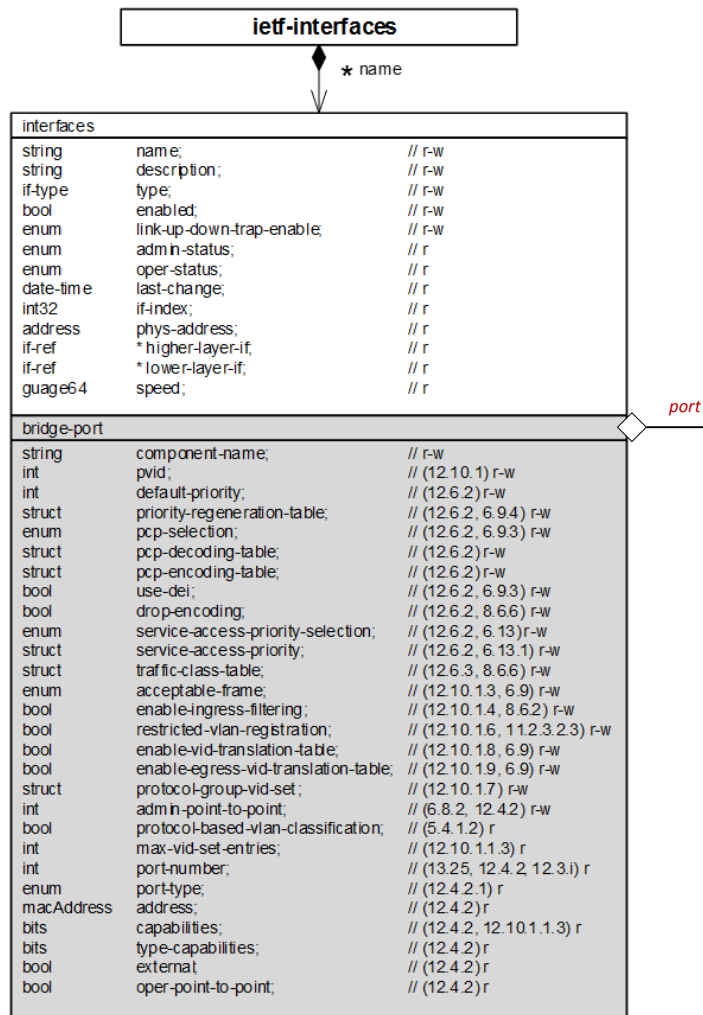 ietf-interfaces
* name
interfaces
string name; // r-w
string description; // r-w
if-type type; // r-w
bool enabled; // r-w
enum link-up-down-trap-enable; // r-w
enum admin-status; // r
enum oper-status; // r
date-time last-change; // r
int32 if-index; // r
address phys-address; // r
if-ref * higher-layer-if; // r
if-ref * lower-layer-if; // r
guage64 speed; // r
port
bridge-port
string component-name; // r-w
int pvid; // (12.10.1) r-w
int default-priority; // (12.6.2) r-w
struct priority-regeneration-table; // (12.6.2, 6.9.4) r-w
enum pcp-selection; // (12.6.2, 6.9.3) r-w
struct pcp-decoding-table; // (12.6.2) r-w
struct pcp-encoding-table; // (12.6.2) r-w
bool use-dei; // (12.6.2, 6.9.3) r-w
bool drop-encoding; // (12.6.2, 8.6.6) r-w
enum service-access-priority-selection; // (12.6.2, 6.13) r-w
struct service-access-priority; // (12.6.2, 6.13.1) r-w
struct traffic-class-table; // (12.6.3, 8.6.6) r-w
enum acceptable-frame; // (12.10.1.3, 6.9) r-w
bool enable-ingress-filtering; // (12.10.1.4, 8.6.2) r-w
bool restricted-vlan-registration; // (12.10.1.6, 11.2.3.2.3) r-w
bool enable-vid-translation-table; // (12.10.1.8, 6.9) r-w
bool enable-egress-vid-translation-table; // (12.10.1.9, 6.9) r-w
struct protocol-group-vid-set; // (12.10.1.7) r-w
int admin-point-to-point; // (6.8.2, 12.4.2) r-w
bool protocol-based-vlan-classification; // (5.4.1.2) r
int max-vid-set-entries; // (12.10.1.1.3) r
int port-number; // (13.25, 12.4.2, 12.3.i) r
enum port-type; // (12.4.2.1) r
macAddress address; // (12.4.2) r
bits capabilities; // (12.4.2, 12.10.1.1.3) r
bits type-capabilities; // (12.4.2) r
bool external; // (12.4.2) r
bool oper-point-to-point; // (12.4.2) r